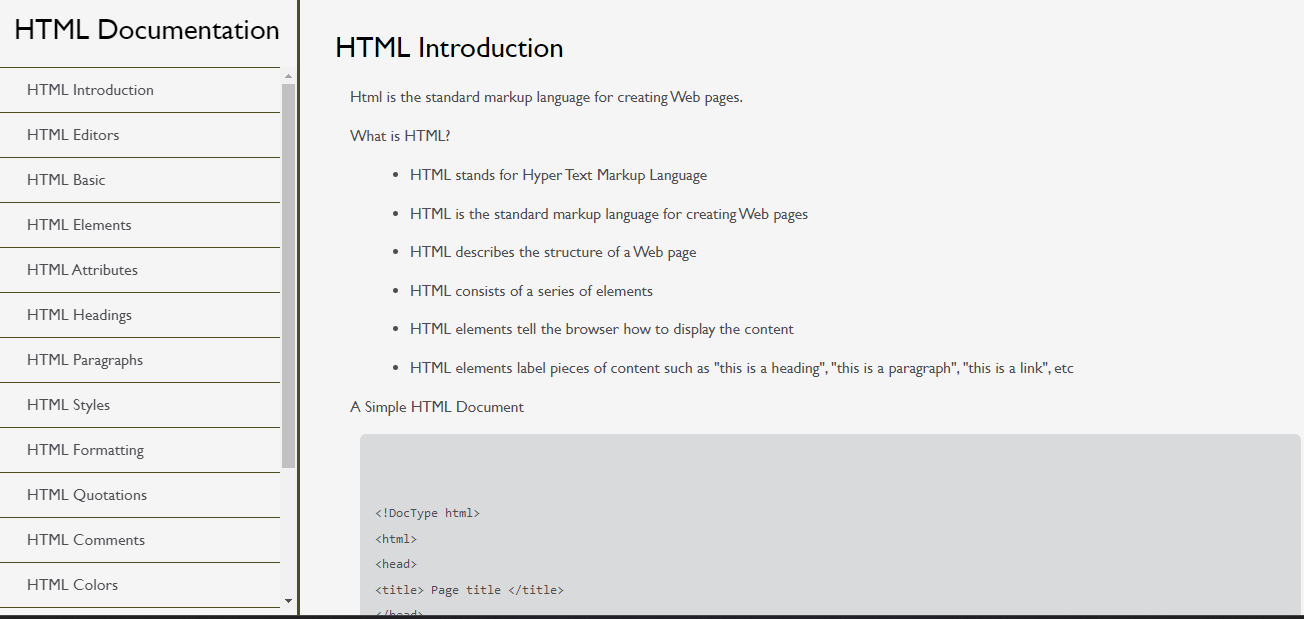 HTML Documentation
HTML Introduction
HTML Editors
HTML Basic
HTML Elements
HTML Attributes
HTML Headings
HTML Paragraphs
HTML Styles
HTML Formatting
HTML Quotations
HTML Comments
HTML Colors
HTML Introduction
Html is the standard markup language for creating Web pages.
What is HTML?
HTML stands for Hyper Text Markup Language
HTML is the standard markup language for creating Web pages
HTML describes the structure of a Web page
HTML consists of a series of elements
HTML elements tell the browser how to display the content
HTML elements label pieces of content such as "this is a heading", "this is a paragraph", "this is a link", etc
A Simple HTML Document
<!DocType html>
<html>
<head>
<title> Page title </title>
</head>